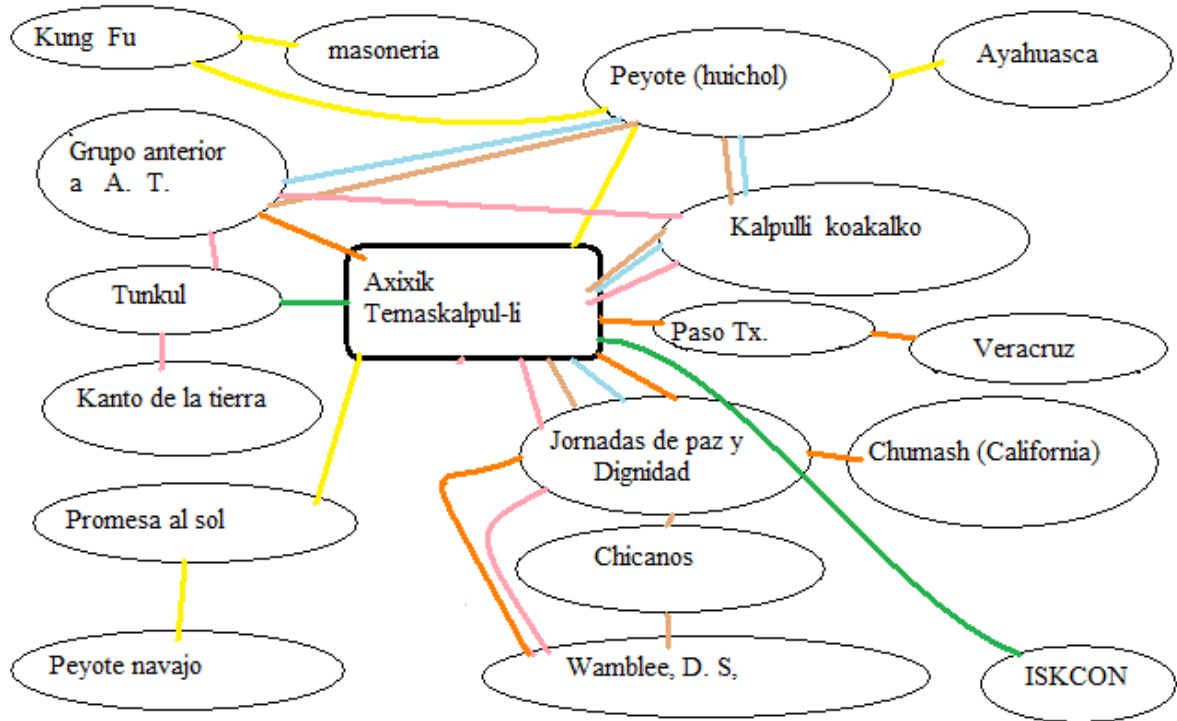 Kung Fu
masoneria
Peyote (huichol)
Ayahuasca
Grupo anterior
a A. T.
Kalpulli koakalko
Axixik
Temaskalpul-li
Tunkul
Paso Tx.
Veracruz
Kanto de la tierra
Jornadas de paz y
Dignidad
Chumash (California)
Promesa al sol
Chicanos
Peyote navajo
Wamblee, D. S,
ISKCON